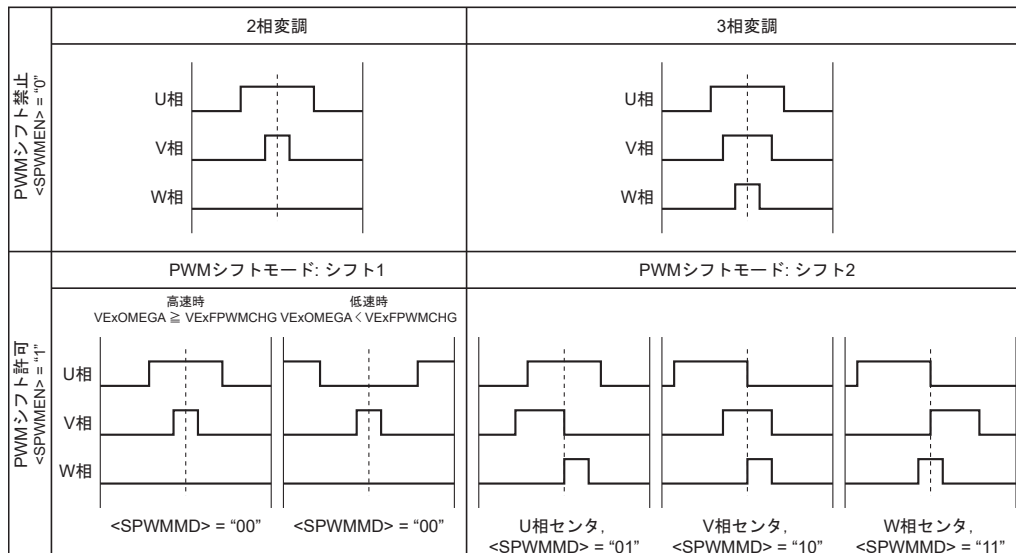 2相変調
3相変調
PWMシフト禁止
<SPWMEN> = “0”
U相
V相
W相
U相
V相
W相
PWMシフトモード: シフト1
PWMシフトモード: シフト2
PWMシフト許可
<SPWMEN> = “1”
高速時
VExOMEGA ≧ VExFPWMCHG
低速時
VExOMEGA < VExFPWMCHG
U相
V相
W相
<SPWMMD> = “00”
<SPWMMD> = “00”
U相センタ,
<SPWMMD> = “01”
V相センタ,
<SPWMMD> = “10”
W相センタ,
<SPWMMD> = “11”